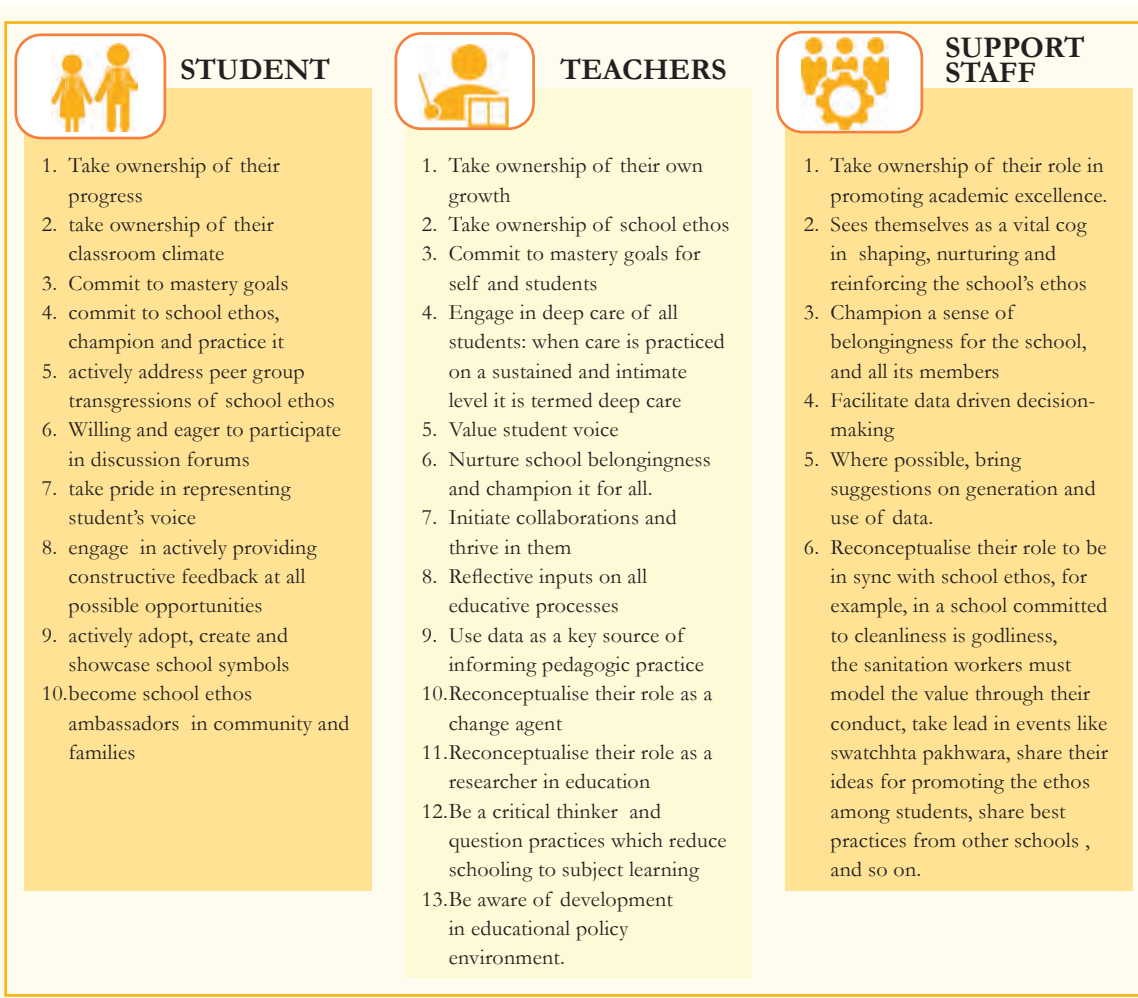 STUDENT
1. Take ownership of their
progress
2. take ownership of their
classroom climate
3. Commit to mastery goals
4. commit to school ethos,
champion and practice it
5. actively address peer group
transgressions of school ethos
6. Willing and eager to participate
in discussion forums
7. take pride in representing
student's voice
8. engage in actively providing
constructive feedback at all
possible opportunities
9. actively adopt, create and
showcase school symbols
10.become school ethos
ambassadors in community and
families
TEACHERS
1. Take ownership of their own
growth
2. Take ownership of school ethos
3. Commit to mastery goals for
self and students
4. Engage in deep care of all
students: when care is practiced
on a sustained and intimate
level it is termed deep care
5. Value student voice
6. Nurture school belongingness
and champion it for all.
7. Initiate collaborations and
thrive in them
8. Reflective inputs on all
educative processes
9. Use data as a key source of
informing pedagogic practice
10.Reconceptualise their role as a
change agent
11.Reconceptualise their role as a
researcher in education
12.Be a critical thinker and
question practices which reduce
schooling to subject learning
13.Be aware of development
in educational policy
environment.
SUPPORT
STAFF
1. Take ownership of their role in
promoting academic excellence.
2. Sees themselves as a vital cog
in shaping, nurturing and
reinforcing the school's ethos
3. Champion a sense of
belongingness for the school,
and all its members
4. Facilitate data driven decision-
making
5. Where possible, bring
suggestions on generation and
use of data.
6. Reconceptualise their role to be
in sync with school ethos, for
example, in a school committed
to cleanliness is godliness,
the sanitation workers must
model the value through their
conduct, take lead in events like
swatchhta pakhwara, share their
ideas for promoting the ethos
among students, share best
practices from other schools ,
and so on.